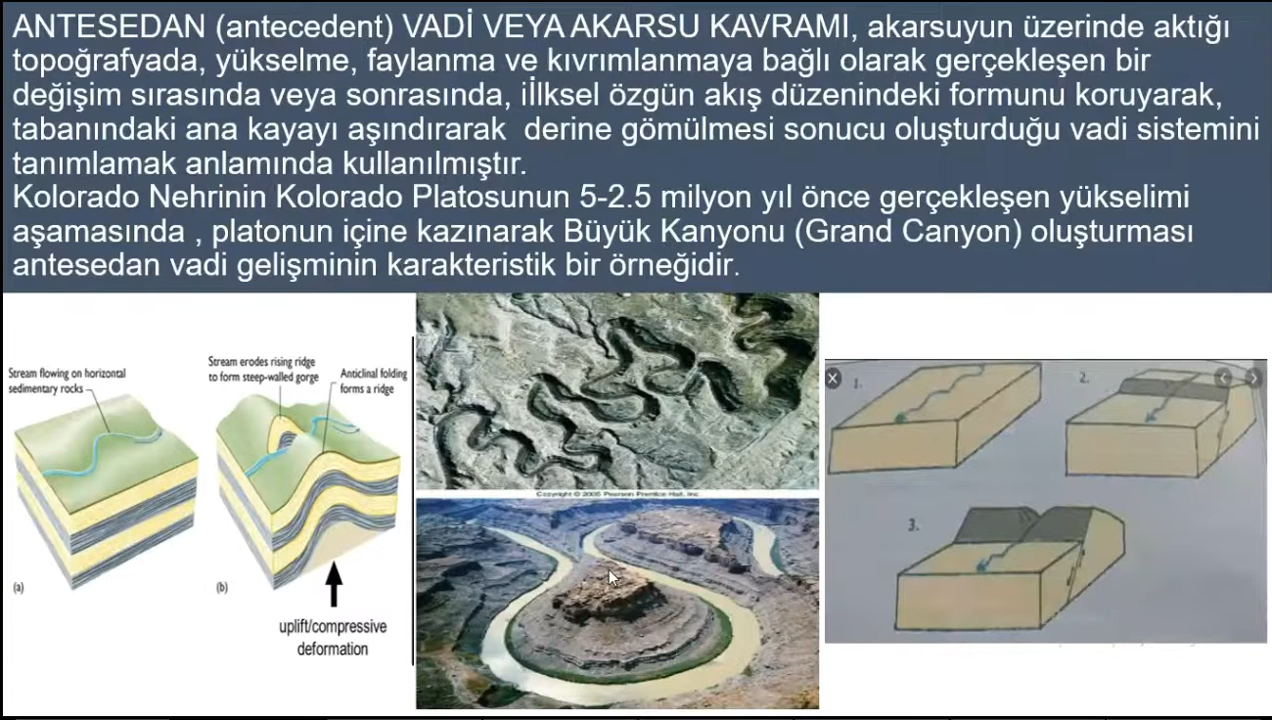 ANTESEDAN (antecedent) VADİ VEYA AKARSU KAVRAMI, akarsuyun üzerinde aktığı
topoğrafyada, yükselme, faylanma ve kıvrımlanmaya bağlı olarak gerçekleşen bir
değişim sırasında veya sonrasında, iİlksel özgün akış düzenindeki formunu koruyarak,
tabanındaki ana kayayı aşındırarak derine gömülmesi sonucu oluşturduğu vadi sistemini
tanımlamak anlamında kullanılmıştır.
Kolorado Nehrinin Kolorado Platosunun 5-2.5 milyon yıl önce gerçekleşen yükselimi
aşamasında , platonun içine kazınarak Büyük Kanyonu (Grand Canyon) oluşturması
antesedan vadi gelişminin karakteristik bir örneğidir.
Stream flowing on horizontal
sedimentary rocks
(a)
Stream erodes rising ridge
to form steep-walled gorge
Anticlinal folding
forms a ridge
(b)
uplift/compressive
deformation
Copyright © 2005 Pearson Prentice Hall, Inc.
1.
2.
3.